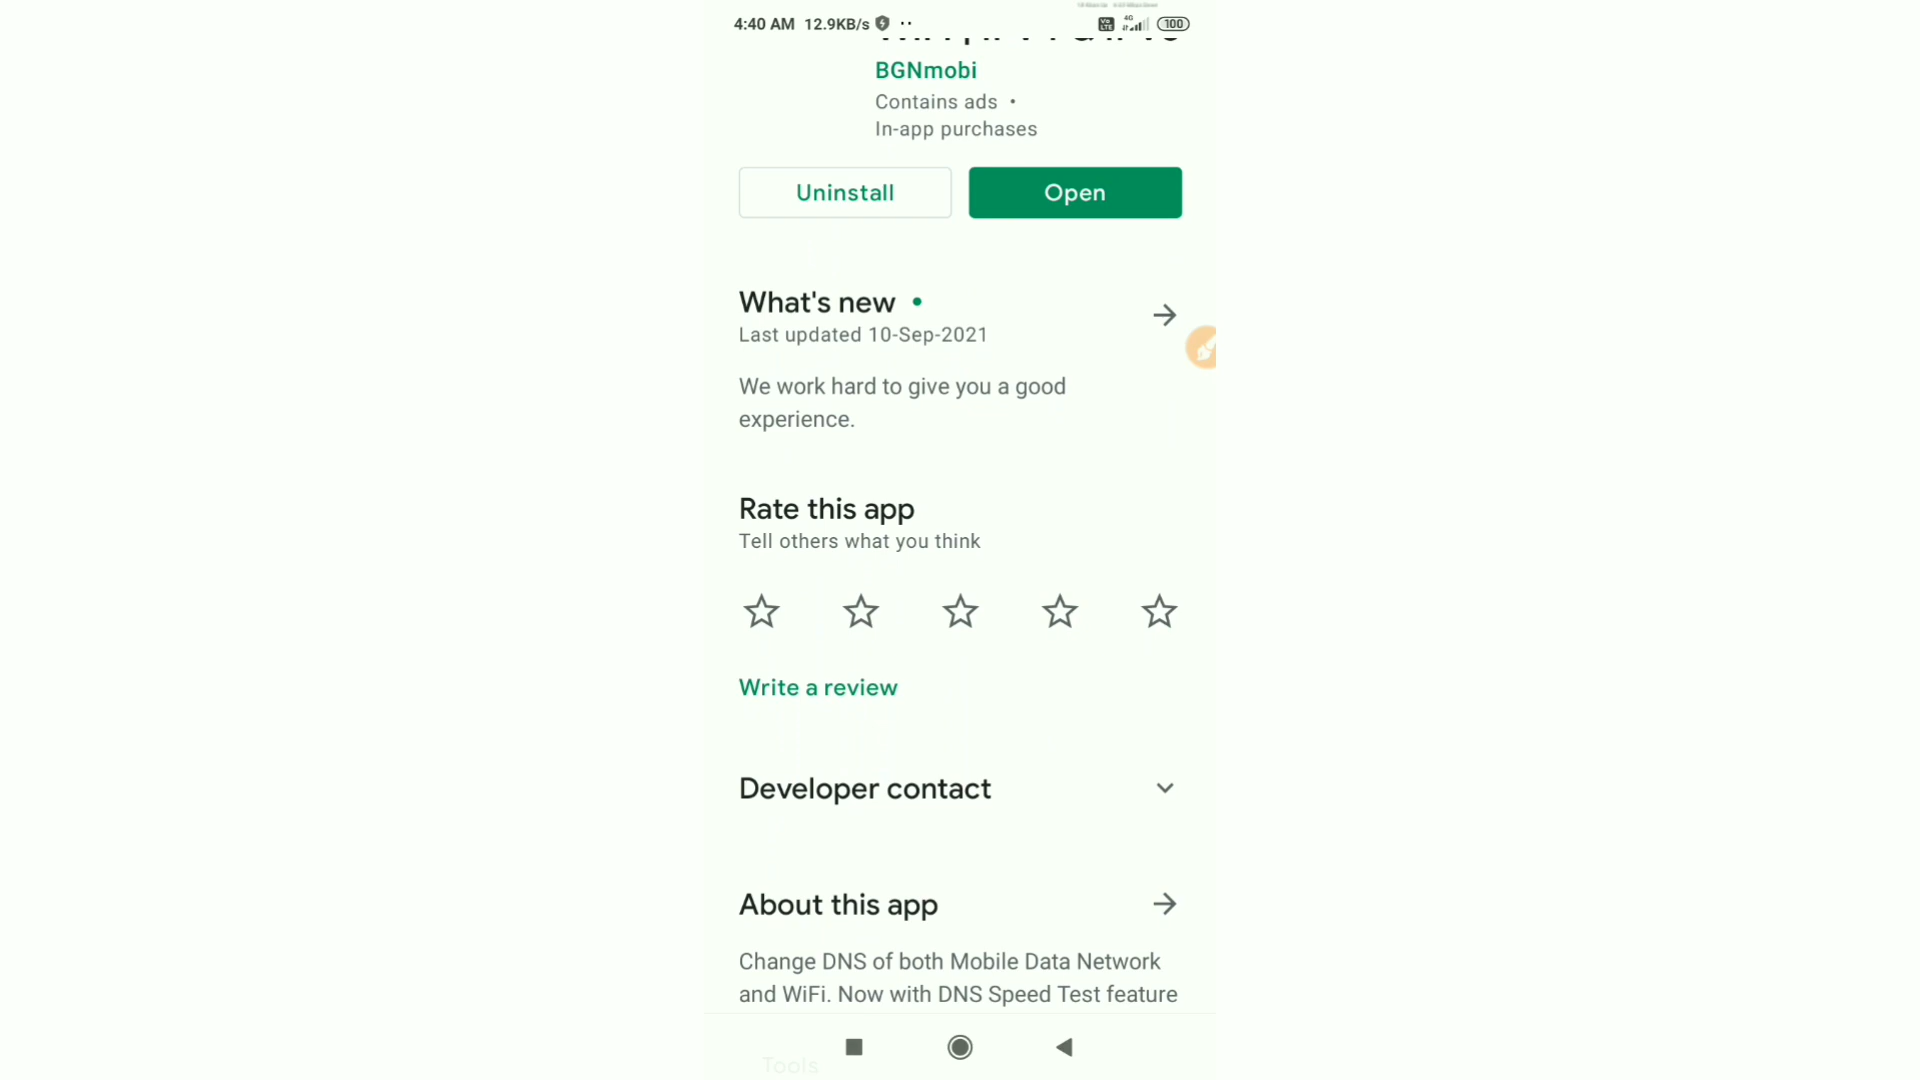 4:40 AM 12.9KB/s
4G
100
BGNmobi
Contains ads •
In-app purchases
Uninstall
Open
What's new •
Last updated 10-Sep-2021
We work hard to give you a good
experience.
Rate this app
Tell others what you think
Write a review
Developer contact
About this app
Change DNS of both Mobile Data Network
and WiFi. Now with DNS Speed Test feature
Tools